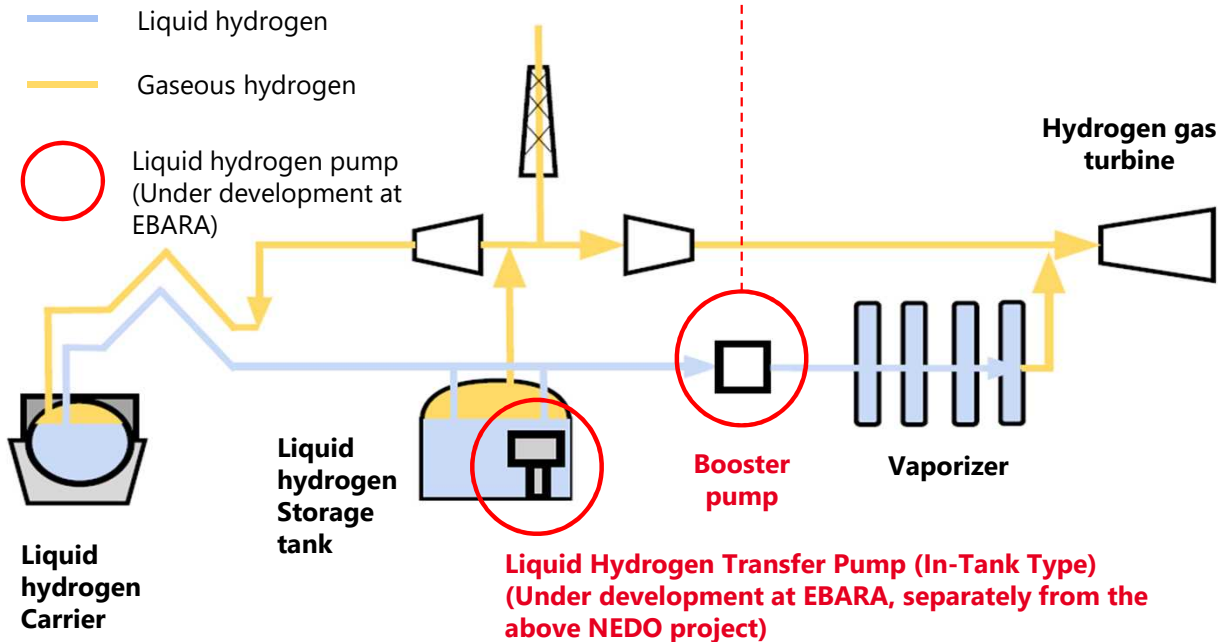 Liquid hydrogen
Gaseous hydrogen
Liquid hydrogen pump
(Under development at
EBARA)
Hydrogen gas
turbine
Liquid
hydrogen
Storage
tank
Booster
pump
Vaporizer
Liquid
hydrogen
Carrier
Liquid Hydrogen Transfer Pump (In-Tank Type)
(Under development at EBARA, separately from the
above NEDO project)